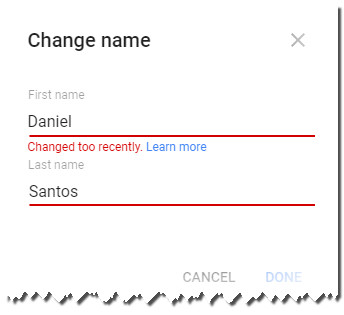 Change name
First name
Daniel
Changed too recently. Learn more
Last name
Santos
CANCEL DONE